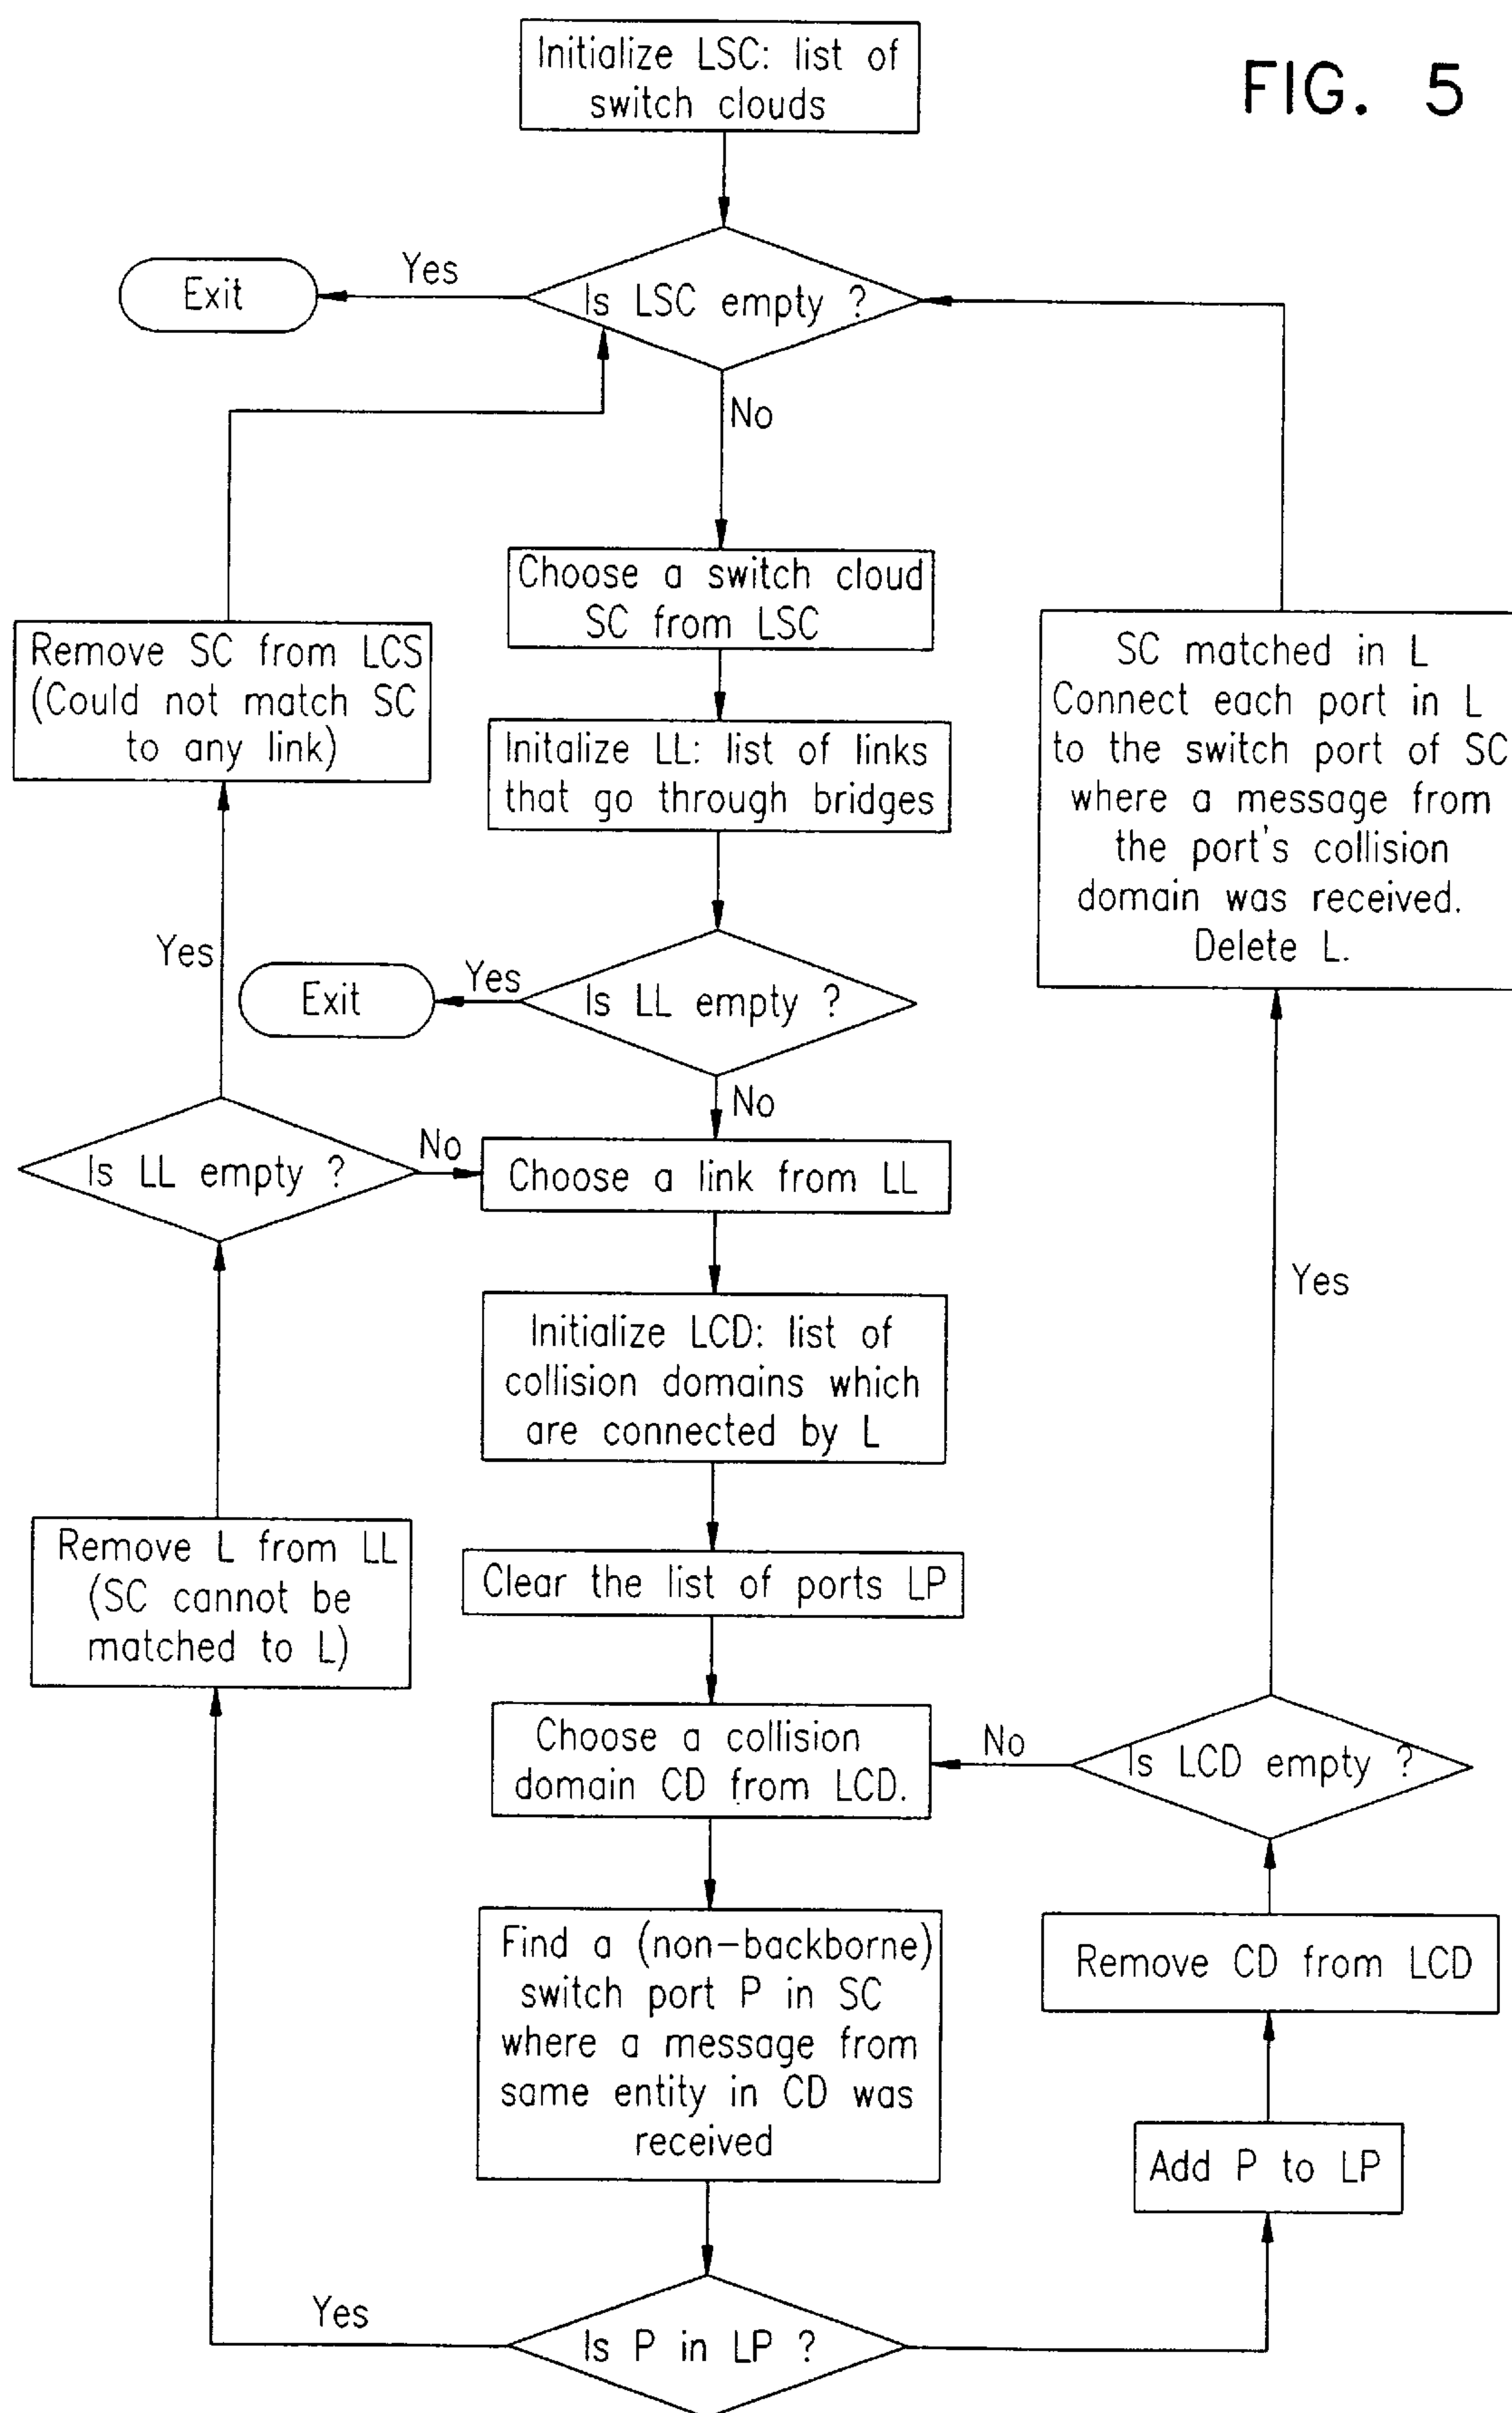 FIG. 5
Initialize LSC: list of
switch clouds
Is LSC empty ?
Yes
Exit
No
Choose a switch cloud
SC from LSC
Remove SC from LCS
(Could not match SC
to any link)
SC matched in L
Connect each port in L
to the switch port of SC
where a message from
the port's collision
domain was received.
Delete L.
Initalize LL: list of links
that go through bridges
Yes
Is LL empty ?
Yes
Exit
No
Is LL empty ?
No
Choose a link from LL
Initialize LCD: list of
collision domains which
are connected by L
Yes
Remove L from LL
(SC cannot be
matched to L)
Clear the list of ports LP
Choose a collision
domain CD from LCD.
No
Is LCD empty ?
Find a (non-backborne)
switch port P in SC
where a message from
same entity in CD was
received
Remove CD from LCD
Add P to LP
Yes
Is P in LP ?